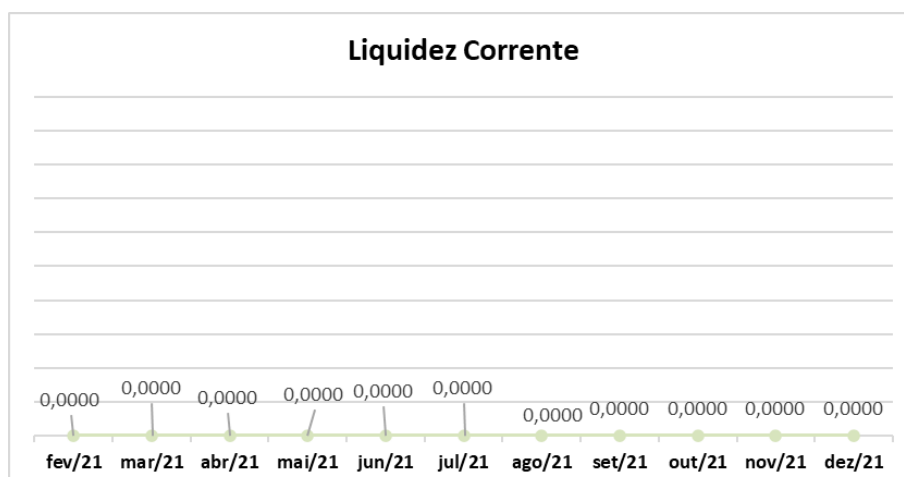 Liquidez Corrente
0,0000 0,0000 0,0000 0,0000 0,0000 0,0000 0,0000 0,0000 0,0000 0,0000 0,0000
fev/21 mar/21 abr/21 mai/21 jun/21 jul/21 ago/21 set/21 out/21 nov/21 dez/21